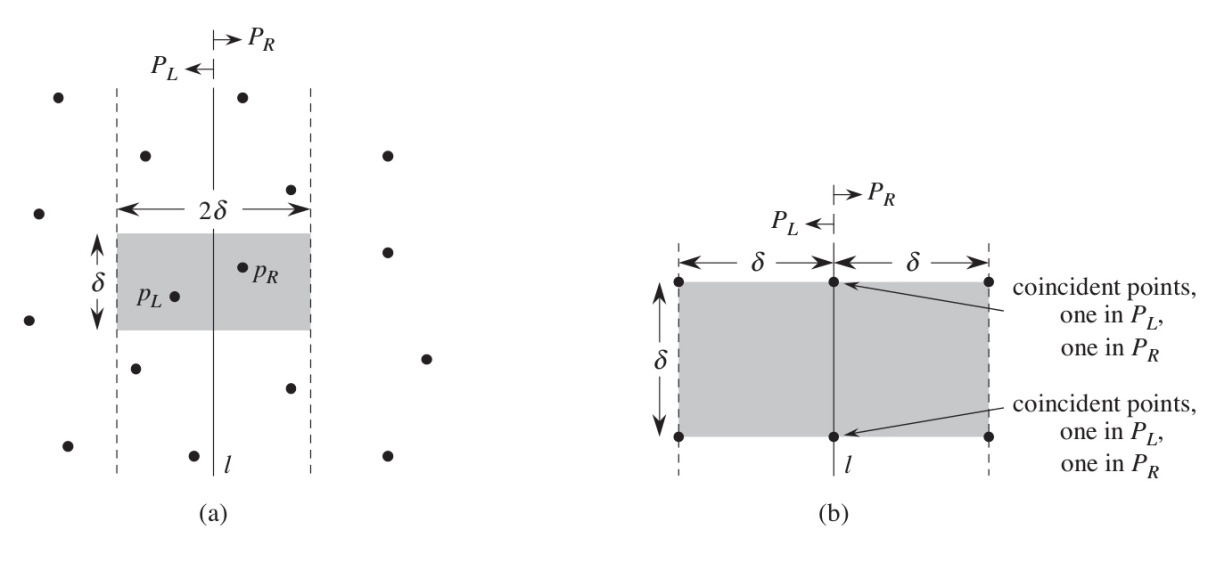 P_R
P_L
2δ
δ
p_R
p_L
l
(a)
P_R
P_L
δ δ
δ
coincident points,
one in P_L,
one in P_R
coincident points,
one in P_L,
one in P_R
l
(b)